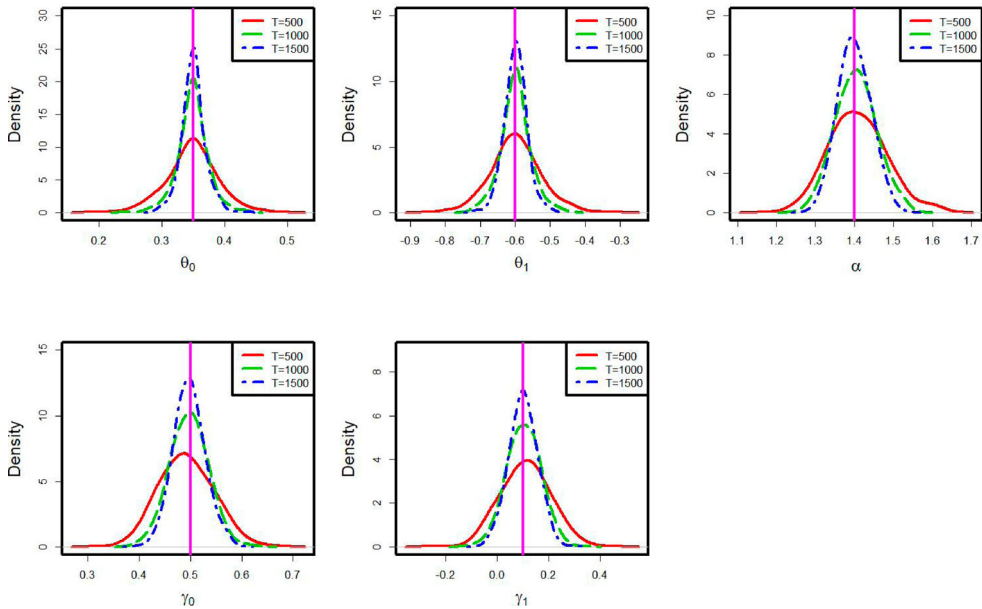 Density
0 5 10 15 20 25 30
T=500
T=1000
T=1500
0.2 0.3 0.4 0.5
θ0
Density
0 5 10 15
T=500
T=1000
T=1500
-0.9 -0.8 -0.7 -0.6 -0.5 -0.4 -0.3
θ1
Density
0 2 4 6 8 10
T=500
T=1000
T=1500
1.1 1.2 1.3 1.4 1.5 1.6 1.7
α
Density
0 5 10 15
T=500
T=1000
T=1500
0.3 0.4 0.5 0.6 0.7
γ0
Density
0 2 4 6 8
T=500
T=1000
T=1500
-0.2 0.0 0.2 0.4
γ1